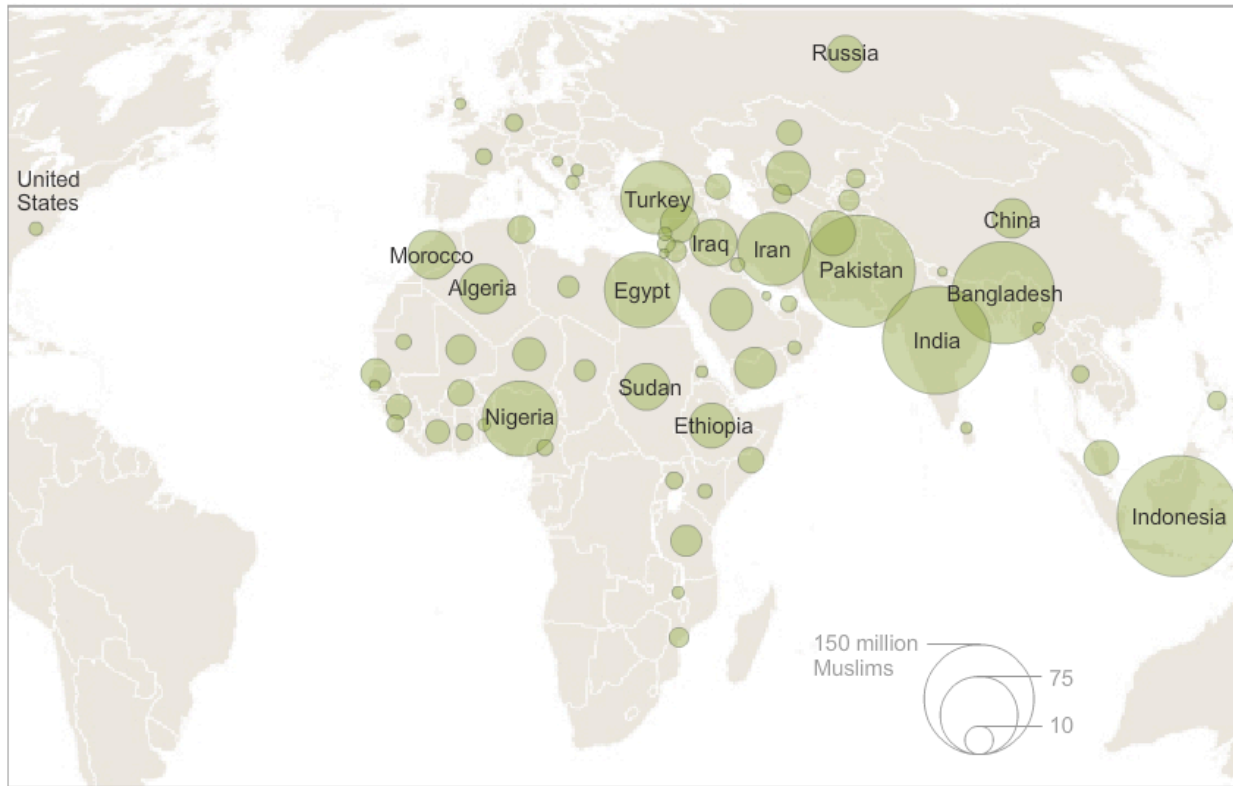 Russia
United
States
Turkey
China
Morocco
Iraq
Iran
Pakistan
Algeria
Egypt
Bangladesh
India
Sudan
Nigeria
Ethiopia
Indonesia
150 million
Muslims
75
10